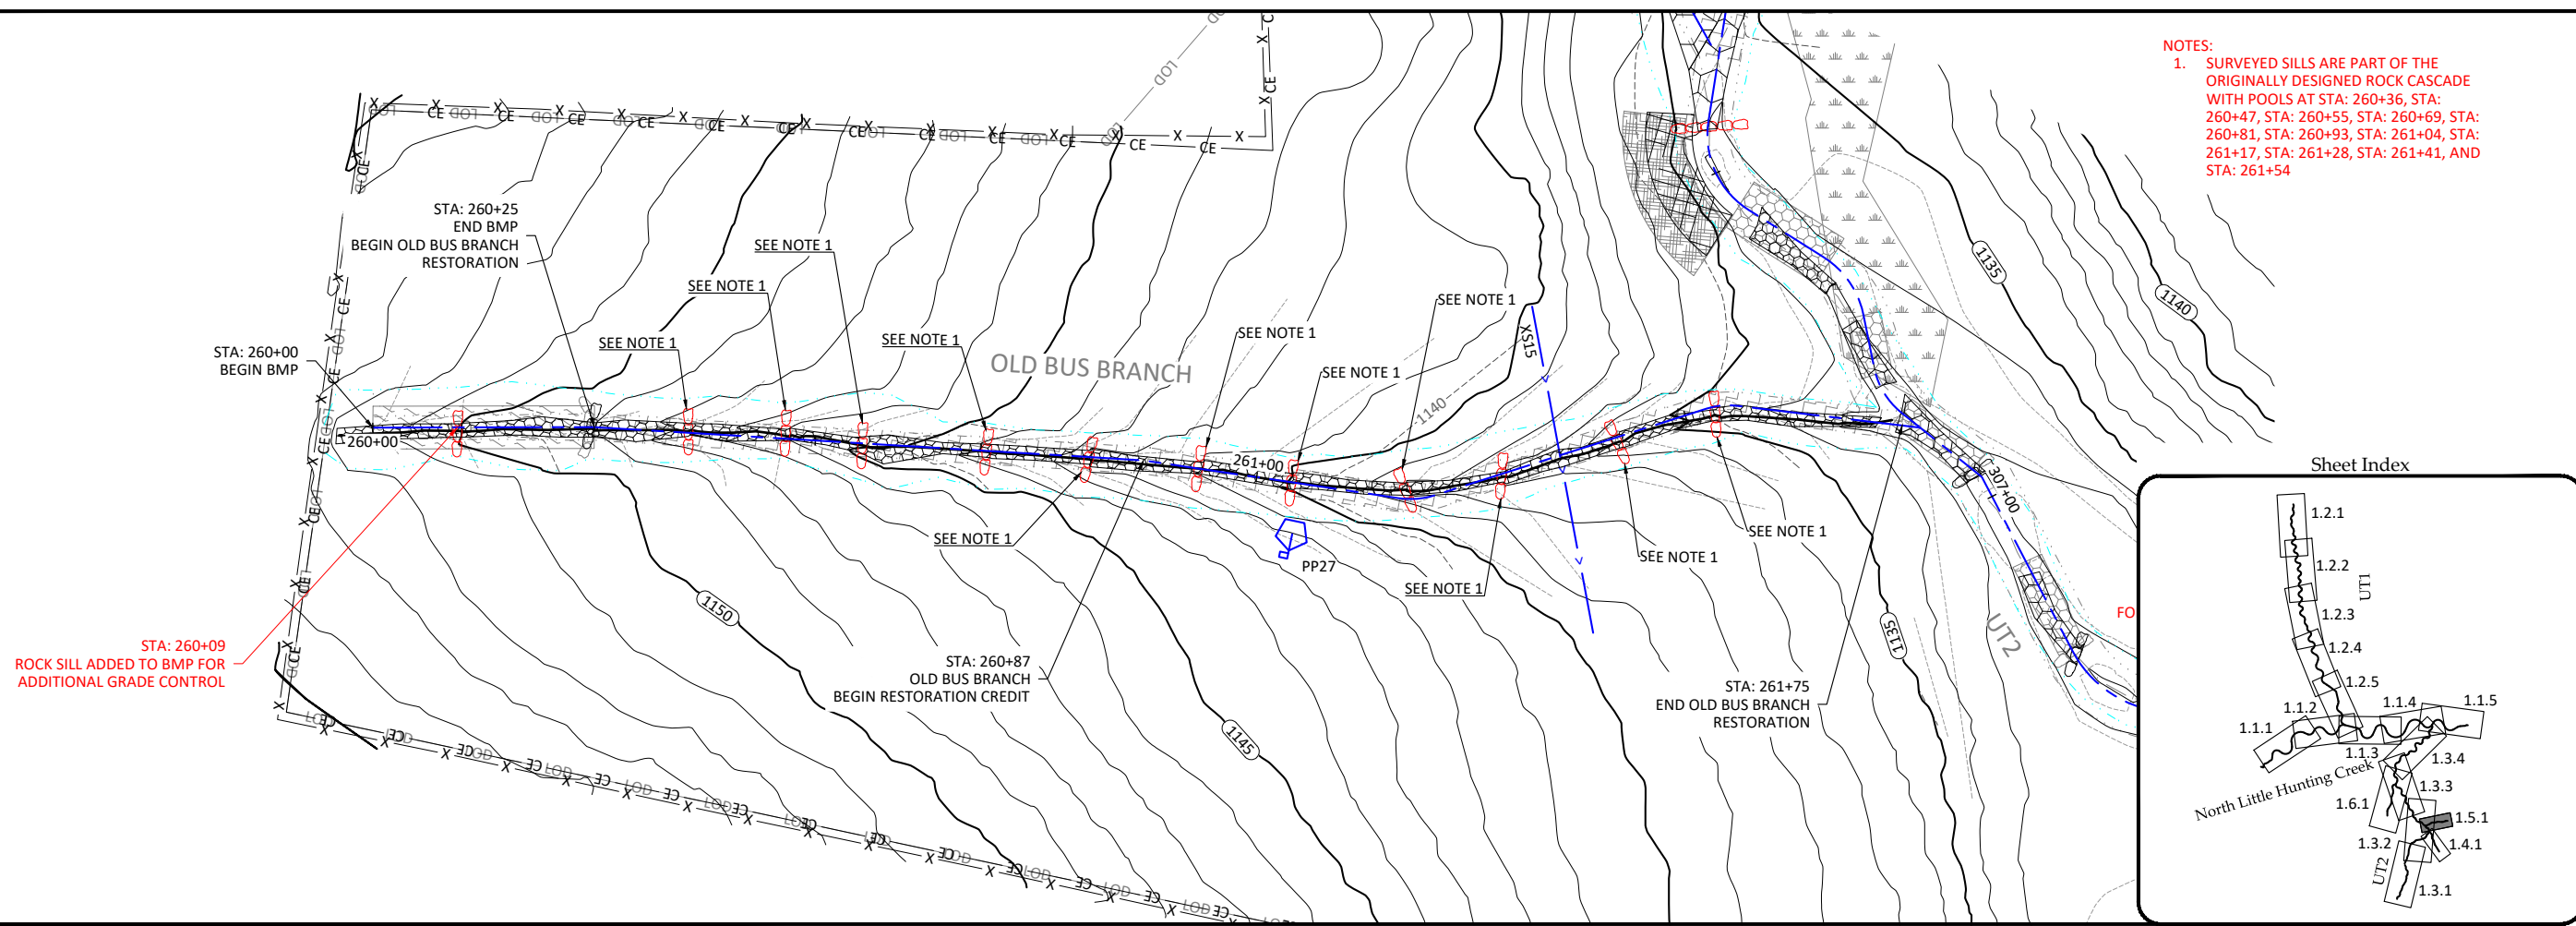 NOTES:
1. SURVEYED SILLS ARE PART OF THE
ORIGINALLY DESIGNED ROCK CASCADE
WITH POOLS AT STA: 260+36, STA:
260+47, STA: 260+55, STA: 260+69, STA:
260+81, STA: 260+93, STA: 261+04, STA:
261+17, STA: 261+28, STA: 261+41, AND
STA: 261+54
STA: 260+25
END BMP
BEGIN OLD BUS BRANCH
RESTORATION
SEE NOTE 1
SEE NOTE 1
SEE NOTE 1
SEE NOTE 1
SEE NOTE 1
SEE NOTE 1
SEE NOTE 1
STA: 260+00
BEGIN BMP
OLD BUS BRANCH
XS15
1140
1135
1140
260+00
261+00
307+00
SEE NOTE 1
SEE NOTE 1
SEE NOTE 1
SEE NOTE 1
PP27
1150
1145
1135
UT2
FO
STA: 260+09
ROCK SILL ADDED TO BMP FOR
ADDITIONAL GRADE CONTROL
STA: 260+87
OLD BUS BRANCH
BEGIN RESTORATION CREDIT
STA: 261+75
END OLD BUS BRANCH
RESTORATION
Sheet Index
1.2.1
1.2.2
UT1
1.2.3
1.2.4
1.2.5
1.1.1
1.1.2
1.1.3
1.1.4
1.1.5
North Little Hunting Creek
1.3.4
1.3.3
1.6.1
1.5.1
1.3.2
1.4.1
UT2
1.3.1